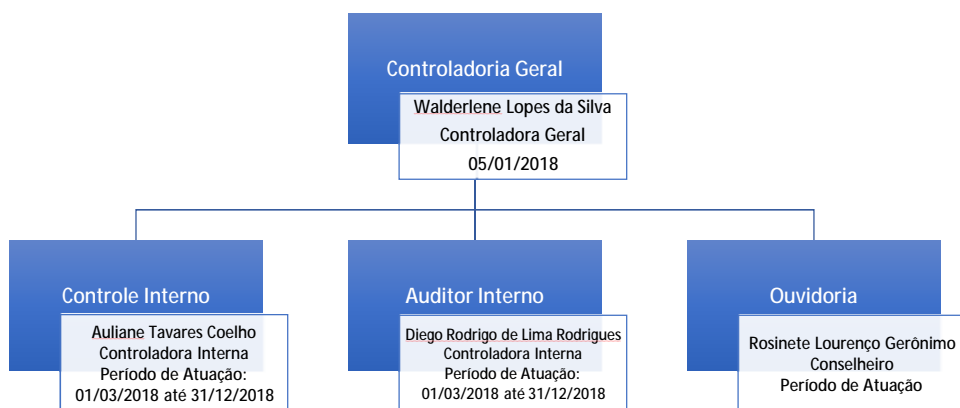 Controladoria Geral
Walderlene Lopes da Silva
Controladora Geral
05/01/2018
Controle Interno
Auliane Tavares Coelho
Controladora Interna
Período de Atuação:
01/03/2018 até 31/12/2018
Auditor Interno
Diego Rodrigo de Lima Rodrigues
Controladora Interna
Período de Atuação:
01/03/2018 até 31/12/2018
Ouvidoria
Rosinete Lourenço Gerônimo
Conselheiro
Período de Atuação